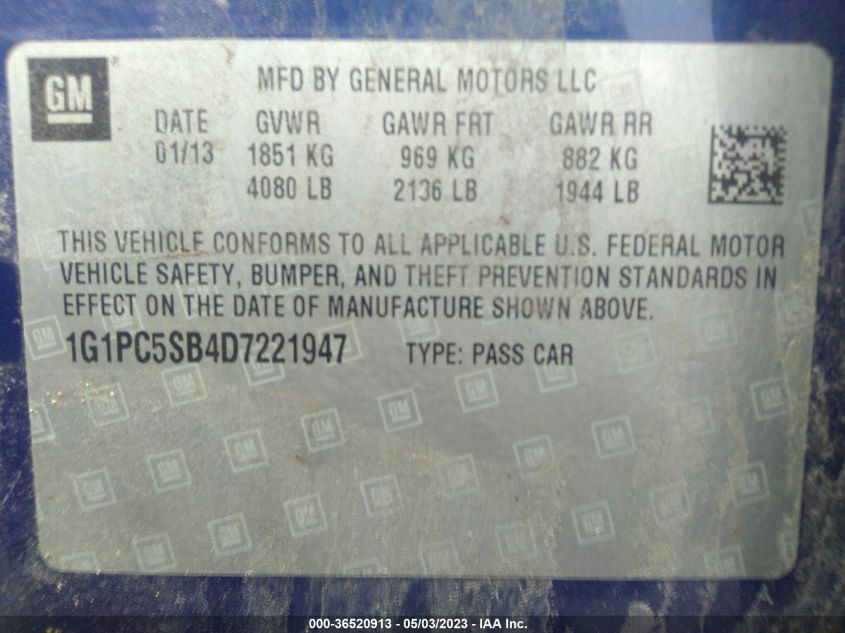 GM ®
MFD BY GENERAL MOTORS LLC
DATE GVWR GAWR FRT GAWR RR
01/13 1851 KG 969 KG 882 KG
4080 LB 2136 LB 1944 LB
THIS VEHICLE CONFORMS TO ALL APPLICABLE U.S. FEDERAL MOTOR
VEHICLE SAFETY, BUMPER, AND THEFT PREVENTION STANDARDS IN
EFFECT ON THE DATE OF MANUFACTURE SHOWN ABOVE.
1G1PC5SB4D7221947 TYPE: PASS CAR
000-36520913 - 05/03/2023 - IAA Inc.